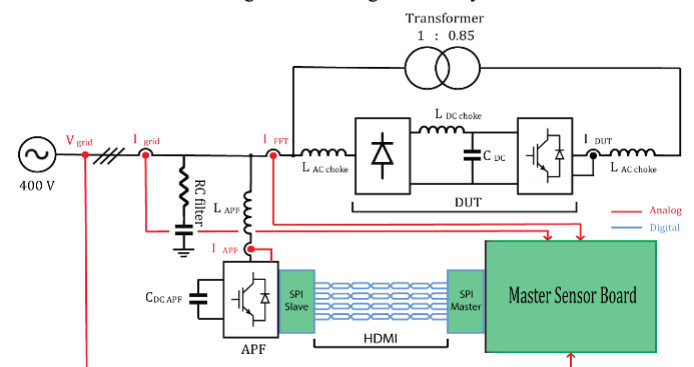 Transformer
1 : 0.85
V grid
I grid
I FFT
L AC choke
L DC choke
C DC
I DUT
L AC choke
400 V
RC filter
L APF
DUT
Analog
Digital
I APF
C DC APF
SPI
Slave
SPI
Master
Master Sensor Board
HDMI
APF